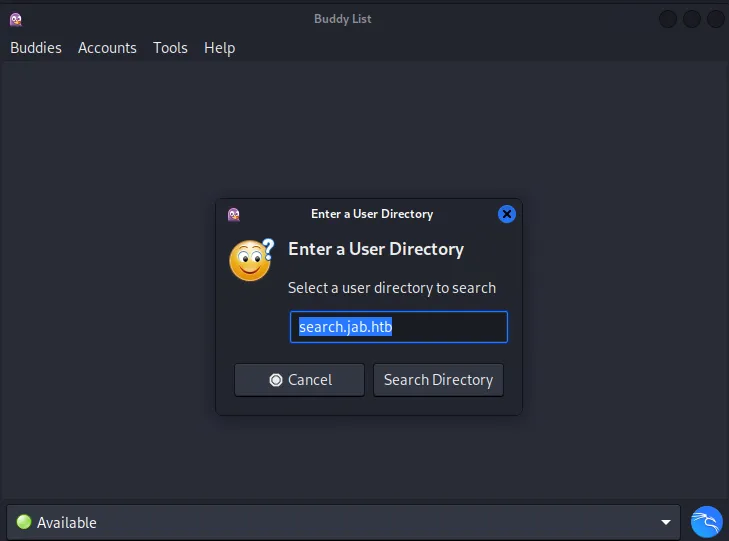 Buddy List
Buddies Accounts Tools Help
Enter a User Directory
Enter a User Directory
Select a user directory to search
search.jab.htb
Cancel Search Directory
Available